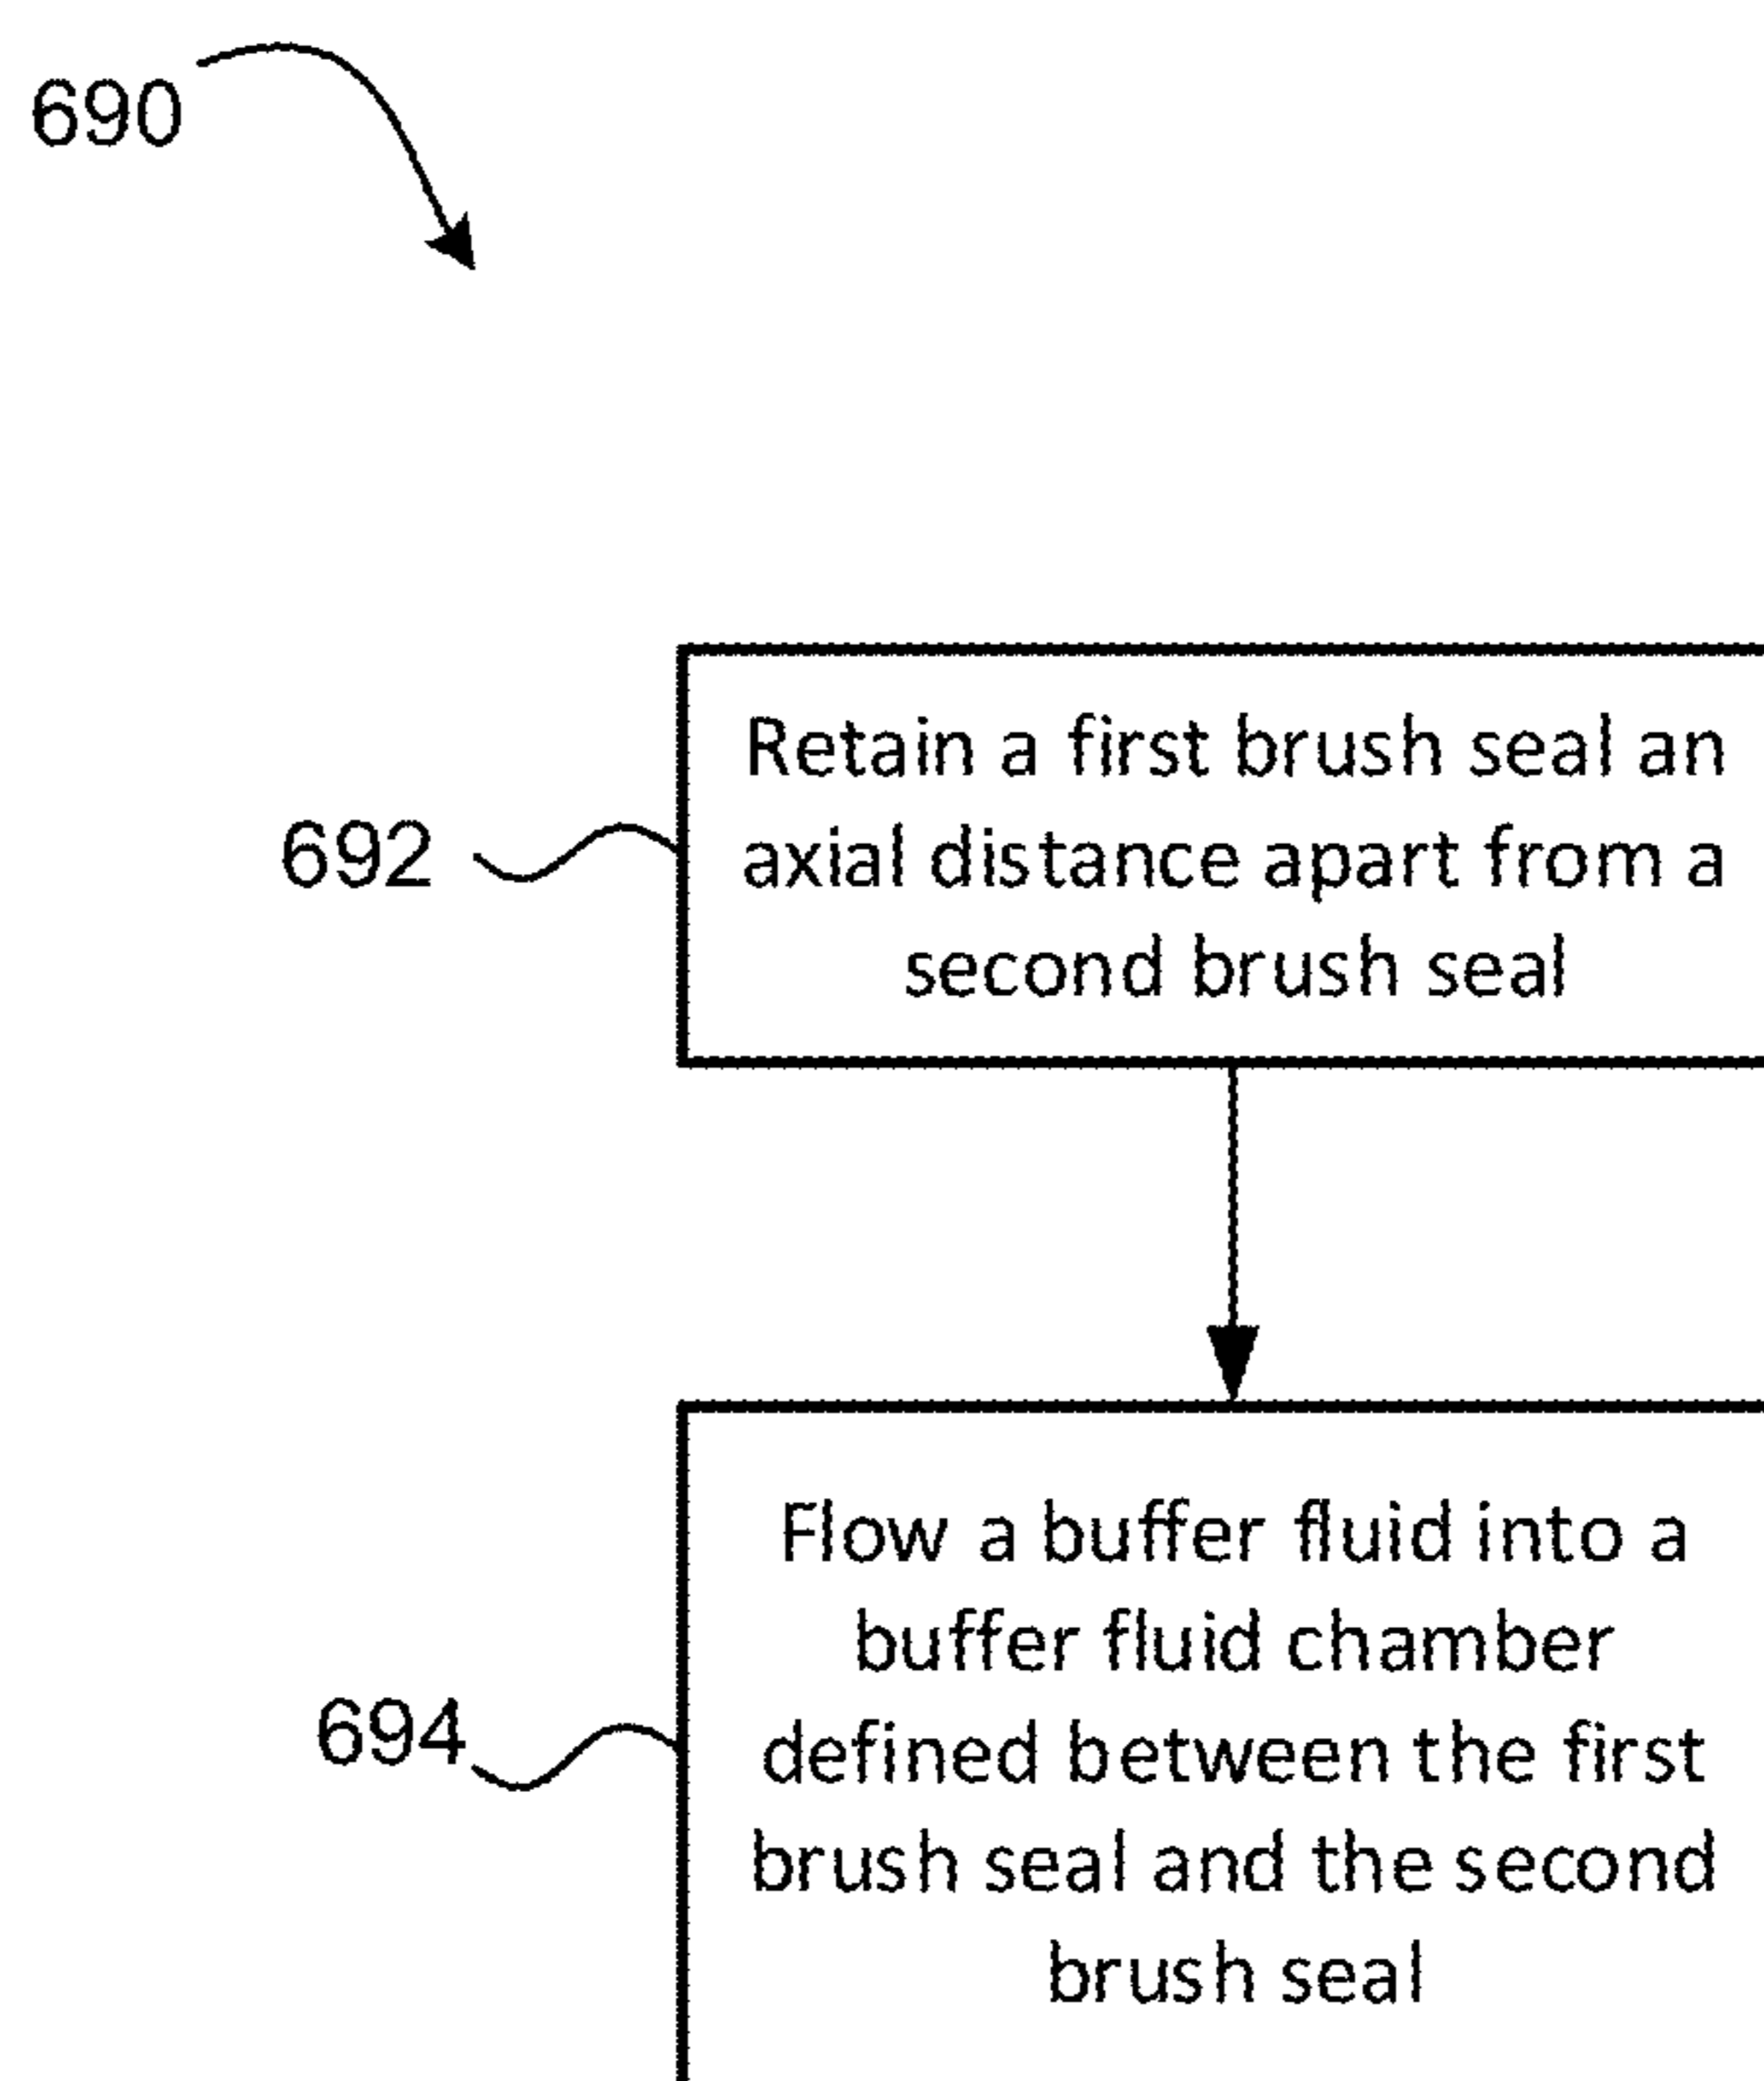 690
692
Retain a first brush seal an
axial distance apart from a
second brush seal
694
Flow a buffer fluid into a
buffer fluid chamber
defined between the first
brush seal and the second
brush seal